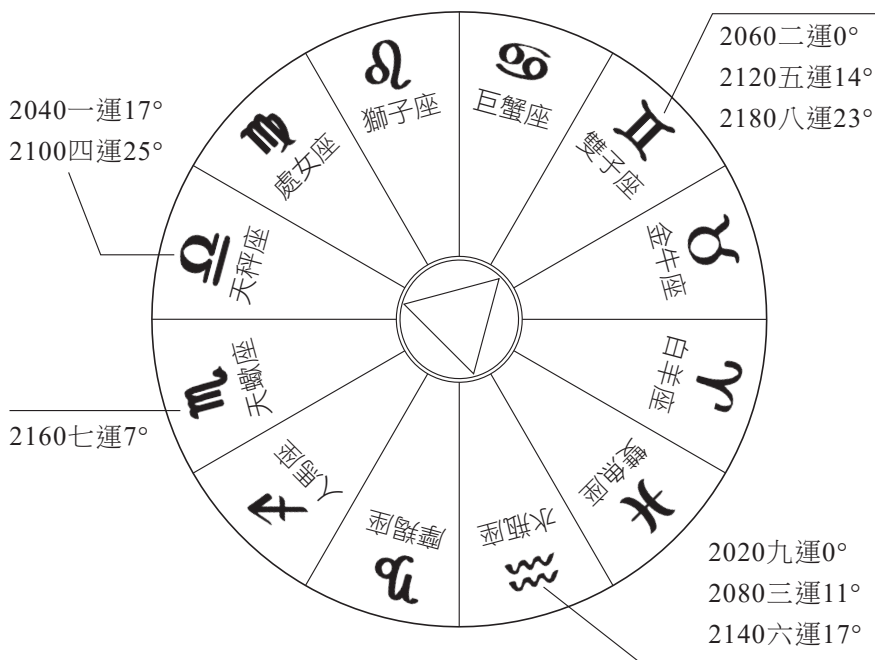 2060二運0°
2120五運14°
2180八運23°
2040一運17°
2100四運25°
獅子座
巨蟹座
處女座
雙子座
天秤座
金牛座
天蠍座
白羊座
2160七運7°
人馬座
雙魚座
摩羯座
水瓶座
2020九運0°
2080三運11°
2140六運17°